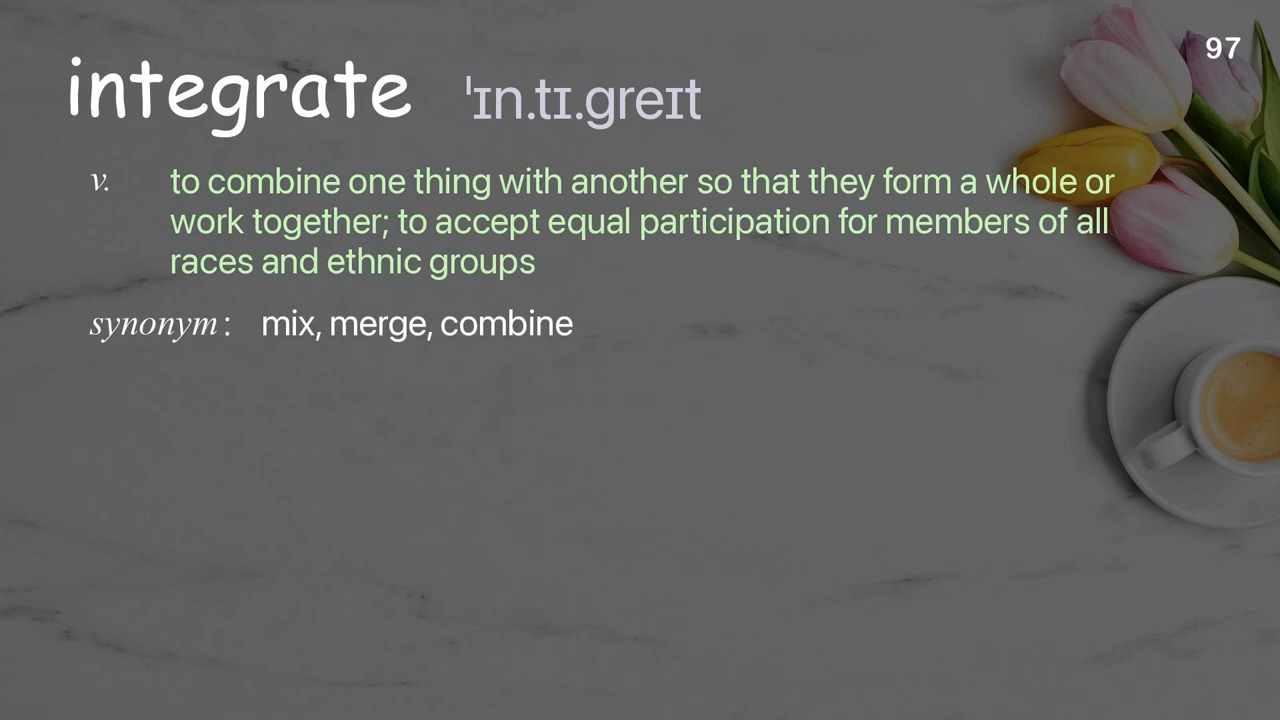 97
integrate ˈɪn.tɪ.greɪt
v. to combine one thing with another so that they form a whole or
work together; to accept equal participation for members of all
races and ethnic groups
synonym: mix, merge, combine